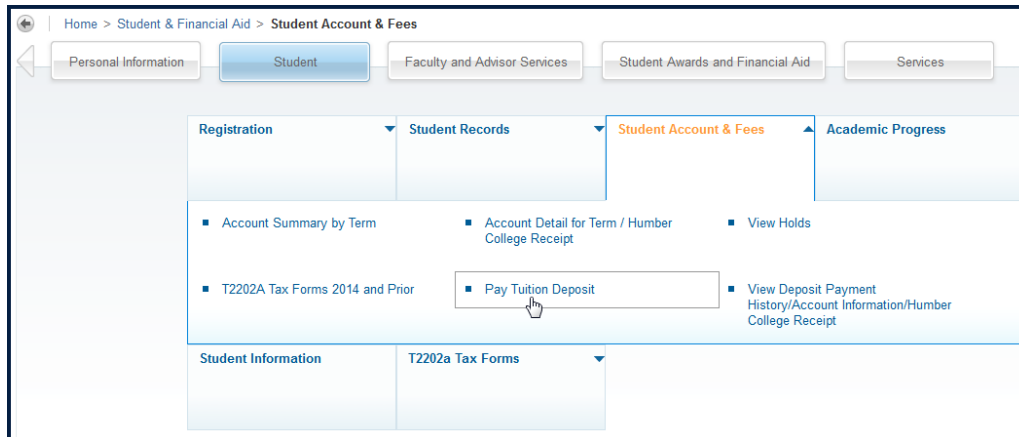 Home > Student & Financial Aid > Student Account & Fees
Personal Information
Student
Faculty and Advisor Services
Student Awards and Financial Aid
Services
Registration
Student Records
Student Account & Fees
Academic Progress
Account Summary by Term
Account Detail for Term / Humber
College Receipt
View Holds
T2202A Tax Forms 2014 and Prior
Pay Tuition Deposit
View Deposit Payment
History/Account Information/Humber
College Receipt
Student Information
T2202a Tax Forms